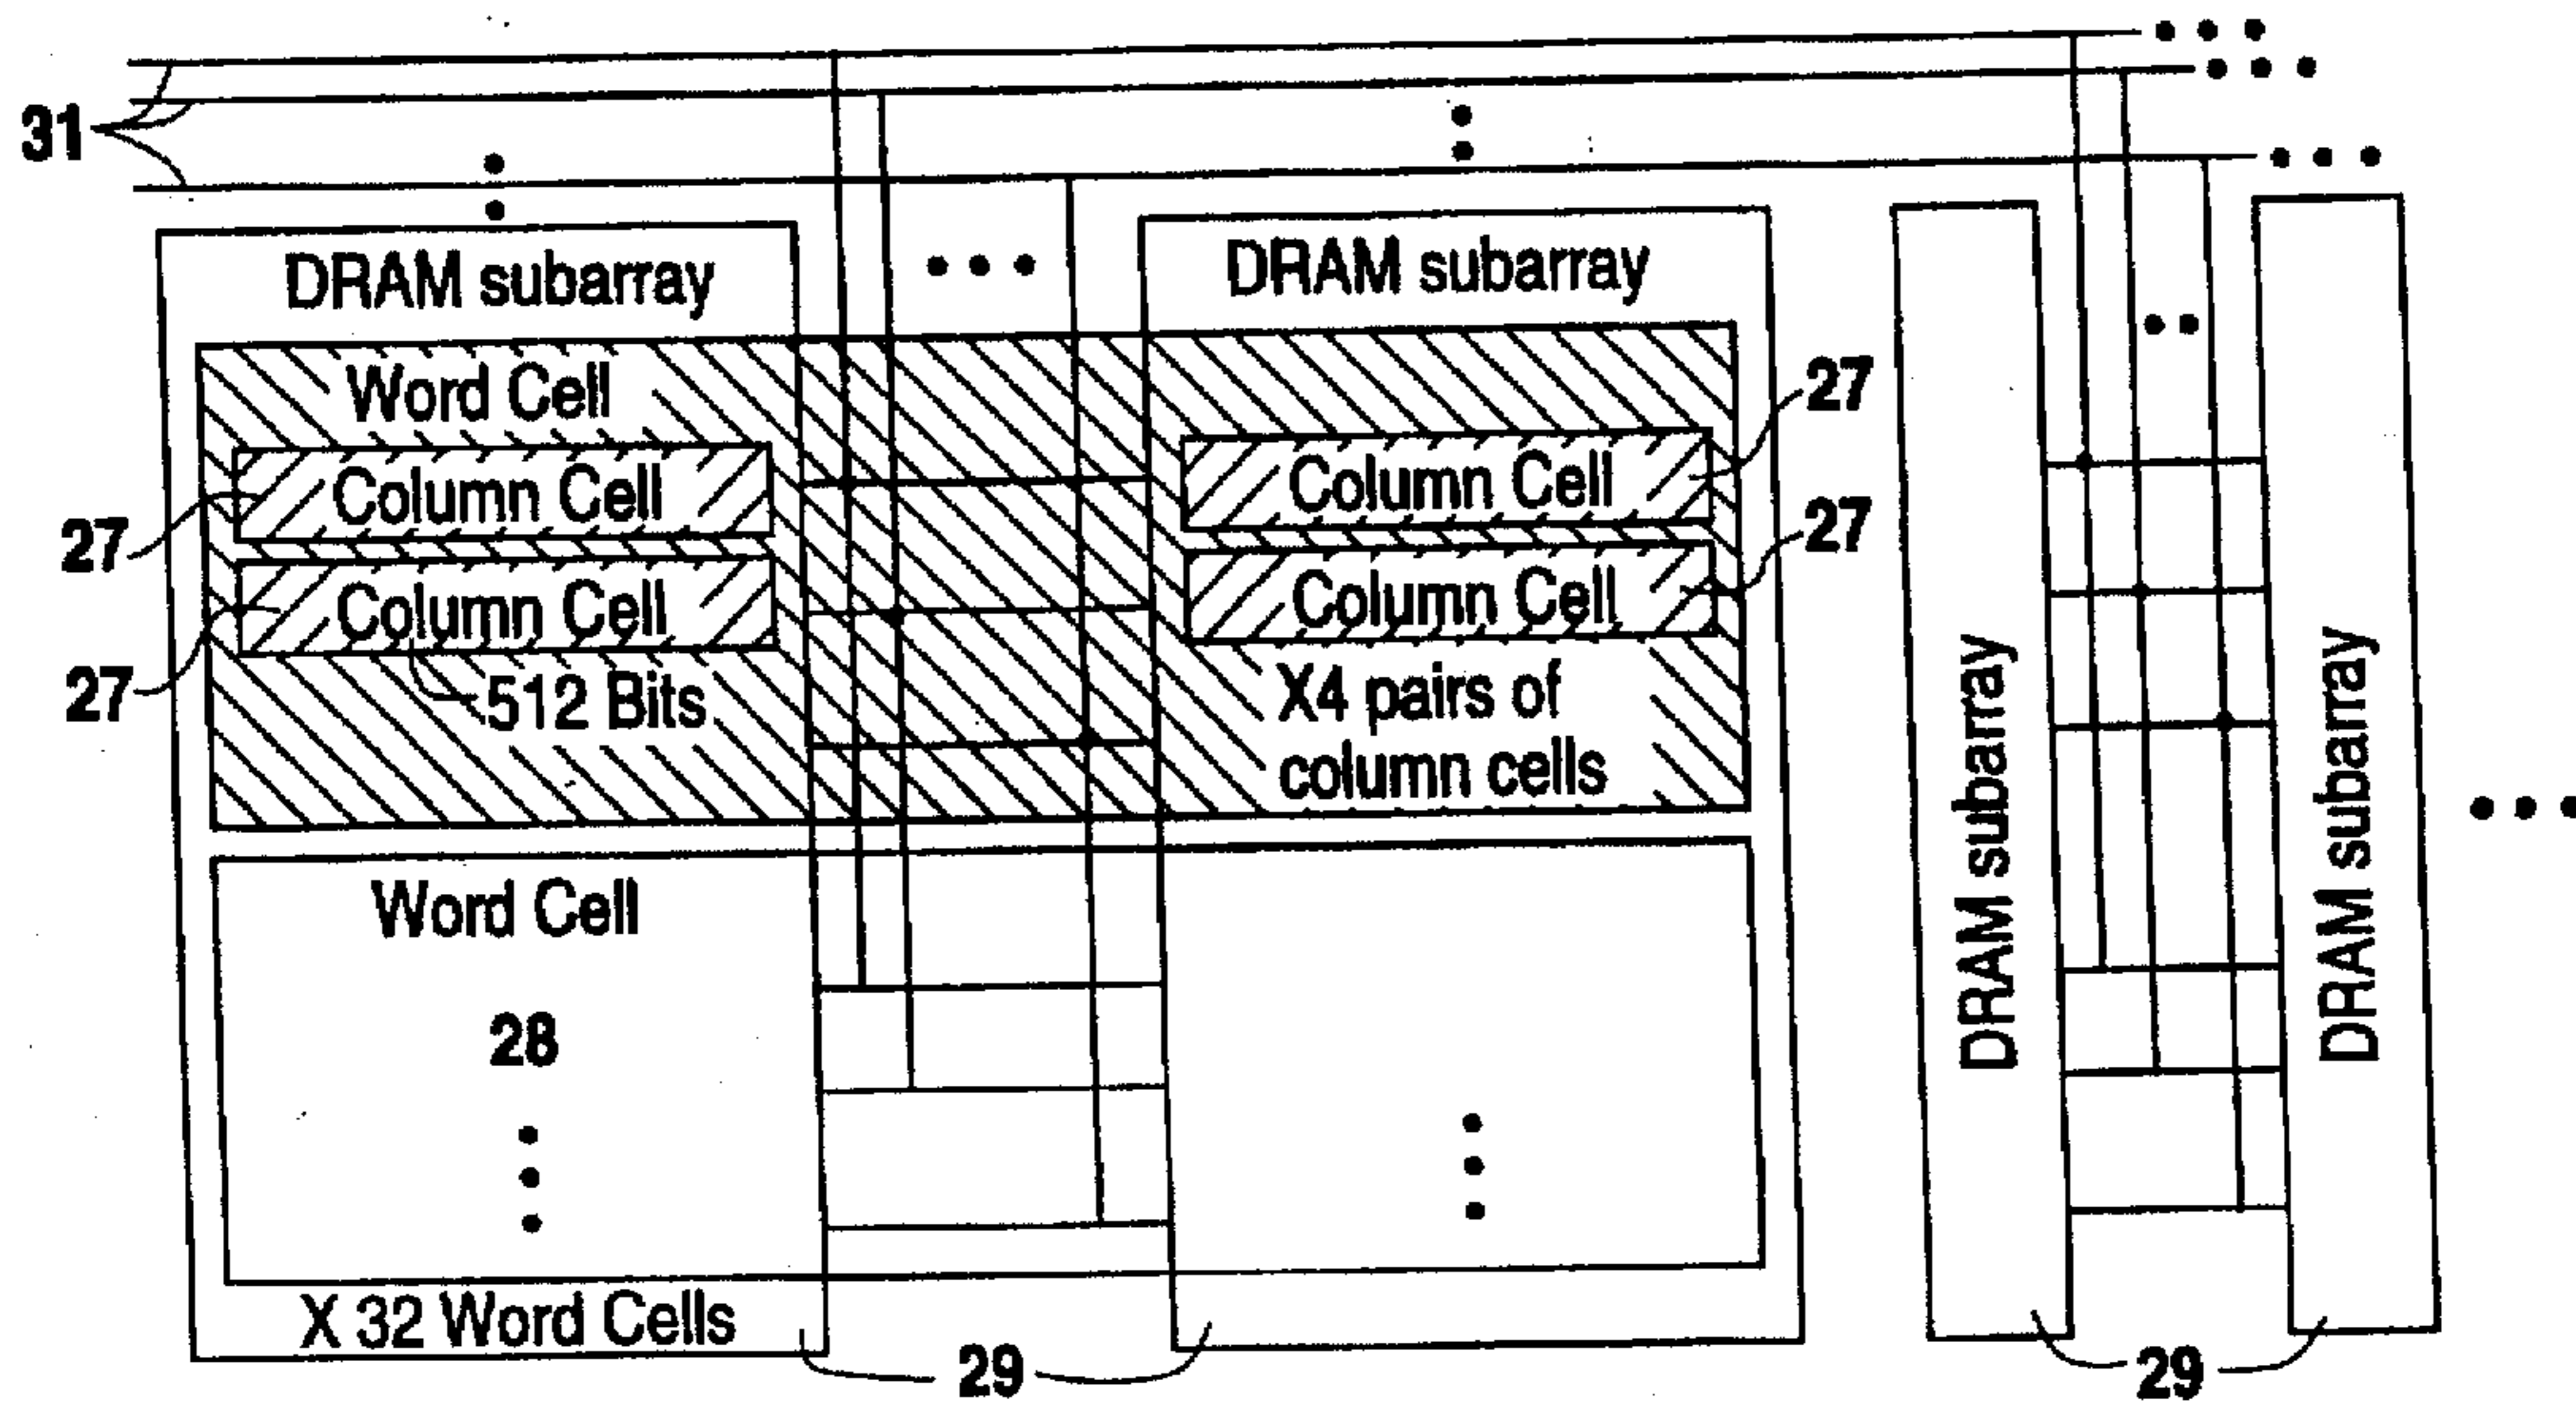 31
DRAM subarray
DRAM subarray
Word Cell
27
Column Cell
Column Cell
27
27
Column Cell
Column Cell
27
512 Bits
X4 pairs of
column cells
DRAM subarray
DRAM subarray
Word Cell
28
X 32 Word Cells
29
29